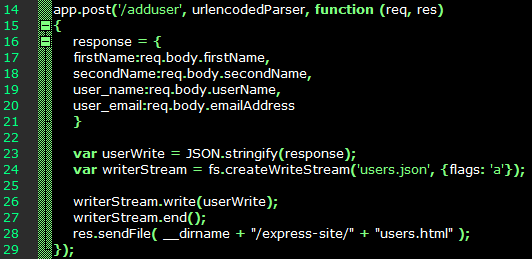 14 app.post('/adduser', urlencodedParser, function (req, res)
15 {
16 response = {
17 firstName:req.body.firstName,
18 secondName:req.body.secondName,
19 user_name:req.body.userName,
20 user_email:req.body.emailAddress
21 }
22
23 var userWrite = JSON.stringify(response);
24 var writerStream = fs.createWriteStream('users.json', {flags: 'a'});
25
26 writerStream.write(userWrite);
27 writerStream.end();
28 res.sendFile( __dirname + "/express-site/" + "users.html" );
29 });